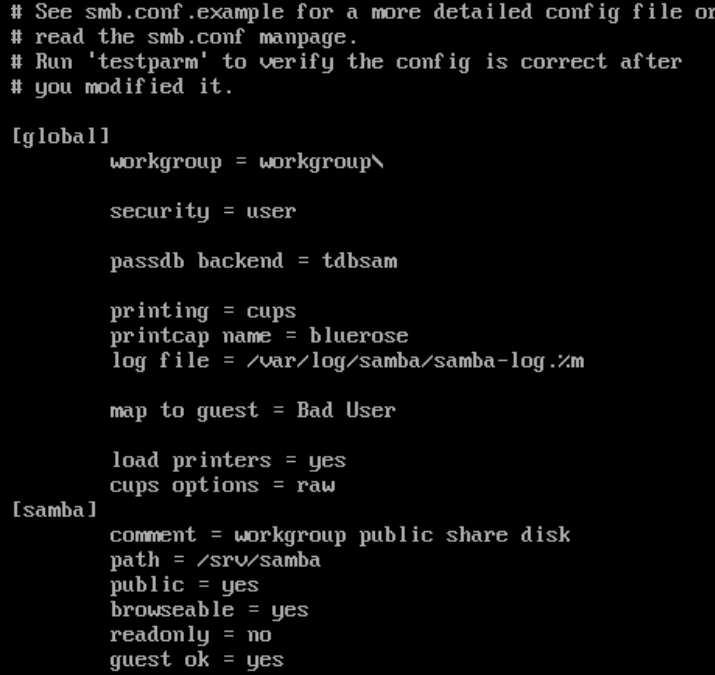 # See smb.conf.example for a more detailed config file or
# read the smb.conf manpage.
# Run 'testparm' to verify the config is correct after
# you modified it.
[global]
workgroup = workgroup\
security = user
passdb backend = tdbsam
printing = cups
printcap name = bluerose
log file = /var/log/samba/samba-log.%m
map to guest = Bad User
load printers = yes
cups options = raw
[samba]
comment = workgroup public share disk
path = /srv/samba
public = yes
browseable = yes
readonly = no
guest ok = yes